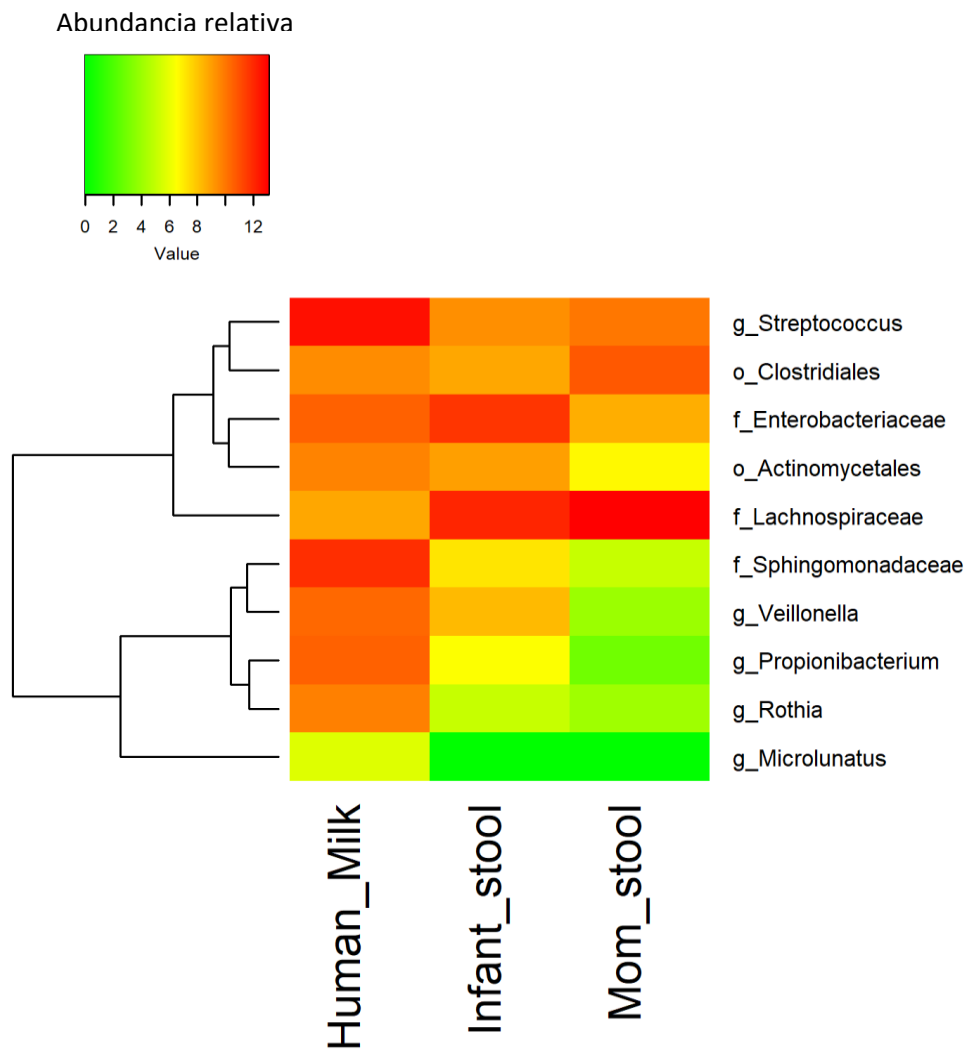 Abundancia relativa
0 2 4 6 8 12
Value
g_Streptococcus
o_Clostridiales
f_Enterobacteriaceae
o_Actinomycetales
f_Lachnospiraceae
f_Sphingomonadaceae
g_Veillonella
g_Propionibacterium
g_Rothia
g_Microlunatus
Human_Milk
Infant_stool
Mom_stool